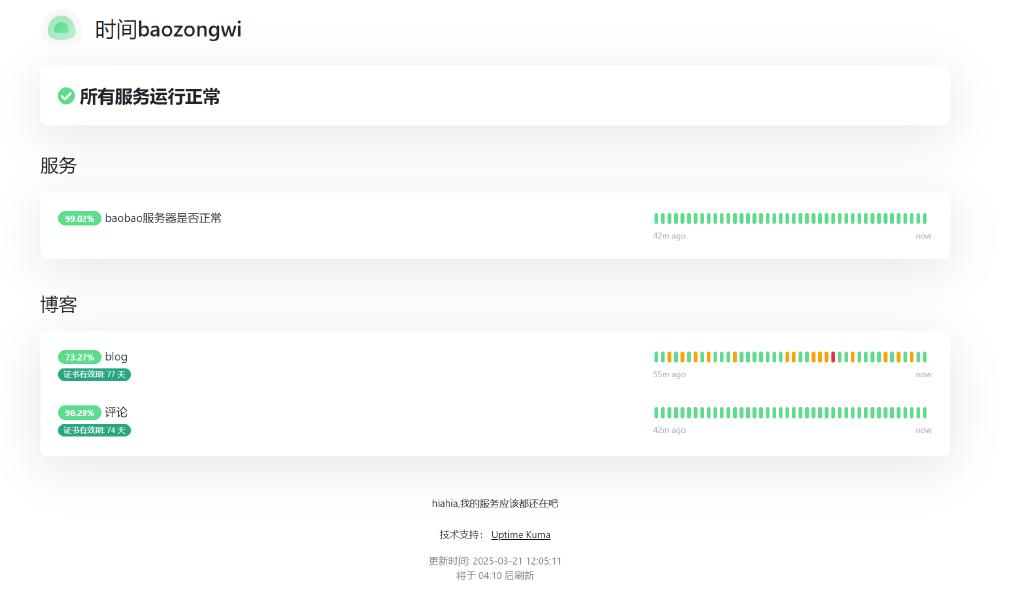 时间baozongwi
所有服务运行正常
服务
99.02% baobao服务器是否正常
42m ago now
博客
73.27% blog
证书有效期: 77 天
55m ago now
98.28% 评论
证书有效期: 74 天
42m ago now
hiahia,我的服务应该都还在吧
技术支持: Uptime Kuma
更新时间: 2025-03-21 12:05:11
将于 04:10 后刷新